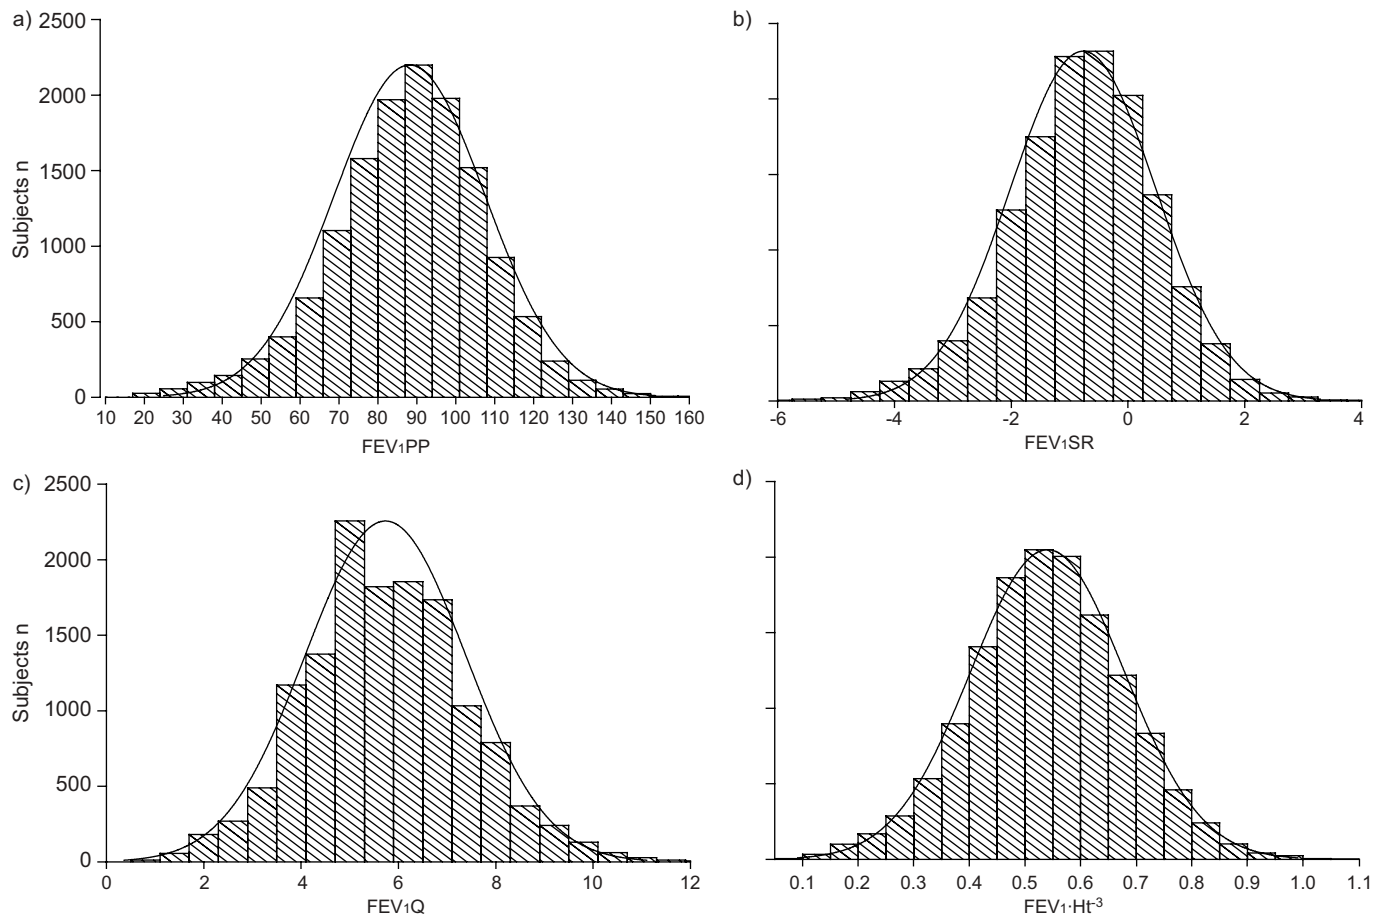 a)
2500
2000
1500
1000
500
0
Subjects n
10 20 30 40 50 60 70 80 90 100 110 120 130 140 150 160
FEV₁PP
b)
-6 -4 -2 0 2 4
FEV₁SR
c)
2500
2000
1500
1000
500
0
Subjects n
0 2 4 6 8 10 12
FEV₁Q
d)
0.1 0.2 0.3 0.4 0.5 0.6 0.7 0.8 0.9 1.0 1.1
FEV₁·Ht⁻³